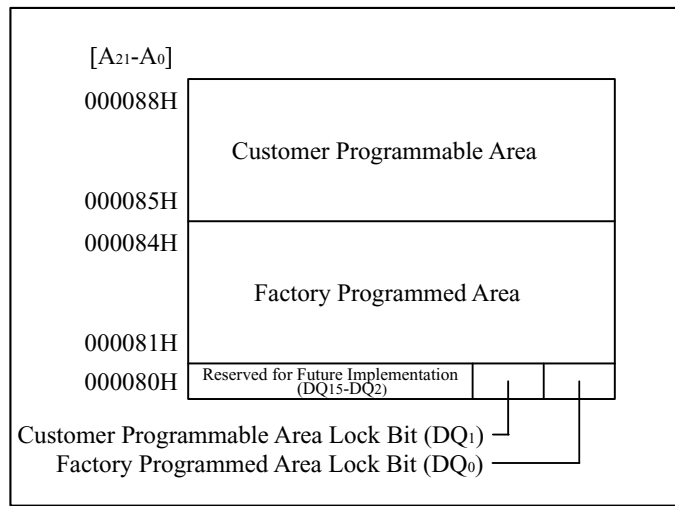 [A21-A0]
000088H
Customer Programmable Area
000085H
000084H
Factory Programmed Area
000081H
000080H
Reserved for Future Implementation
(DQ15-DQ2)
Customer Programmable Area Lock Bit (DQ1)
Factory Programmed Area Lock Bit (DQ0)